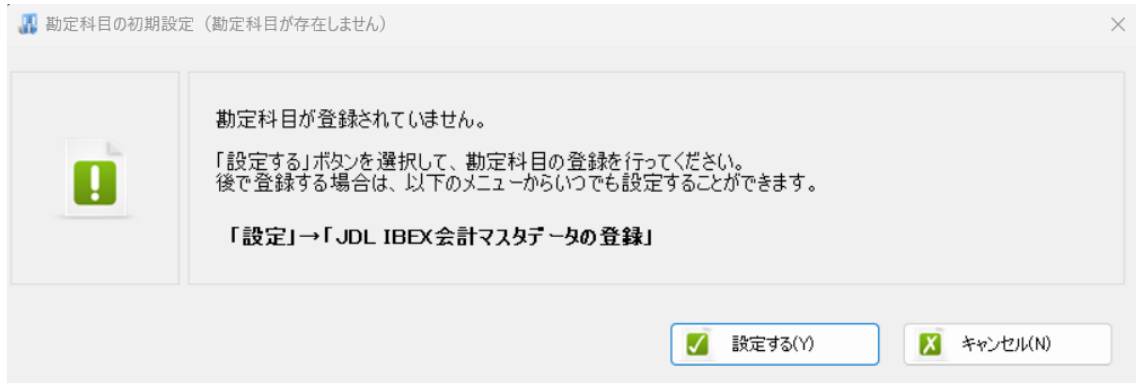 勘定科目の初期設定（勘定科目が存在しません）
勘定科目が登録されていません。
「設定する」ボタンを選択して、勘定科目の登録を行ってください。
後で登録する場合は、以下のメニューからいつでも設定することができます。
「設定」→「JDL IBEX会計マスタデータの登録」
設定する(Y)
キャンセル(N)